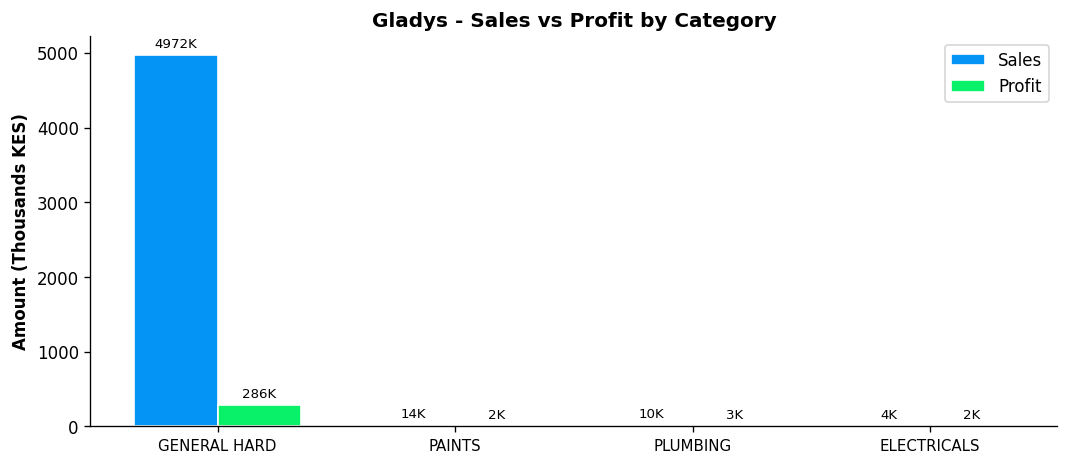 Gladys - Sales vs Profit by Category
Amount (Thousands KES)
5000
4000
3000
2000
1000
0
4972K
286K
14K
2K
10K
3K
4K
2K
GENERAL HARD
PAINTS
PLUMBING
ELECTRICALS
Sales
Profit